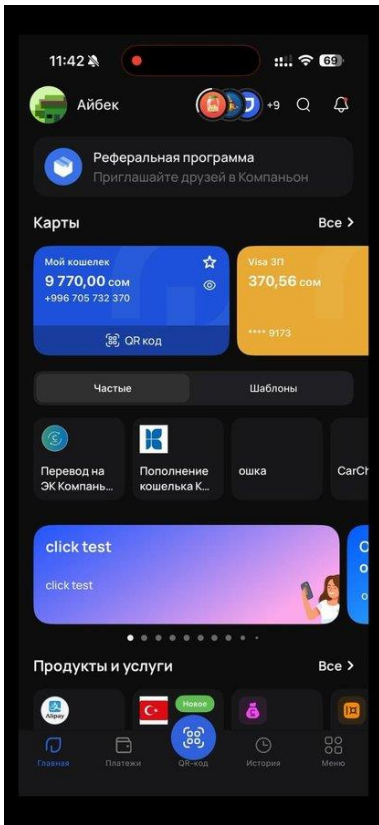 11:42
69
Айбек
+9
Реферальная программа
Приглашайте друзей в Компаньон
Карты
Все >
Мой кошелек
9 770,00 сом
+996 705 732 370
QR код
Visa ЗП
370,56 сом
•••• 9173
Частые
Шаблоны
Перевод на
ЭК Компань...
Пополнение
кошелька К...
ошка
CarCh
click test
click test
Продукты и услуги
Все >
Alipay
Новое
Главная
Платежи
QR-код
История
Меню